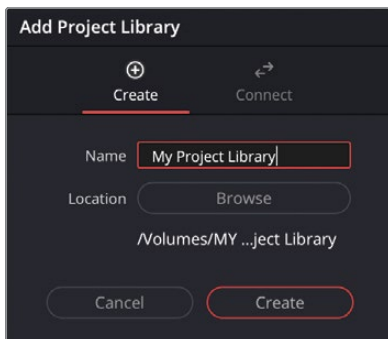 Add Project Library
Create
Connect
Name My Project Library
Location Browse
/Volumes/MY ...ject Library
Cancel Create